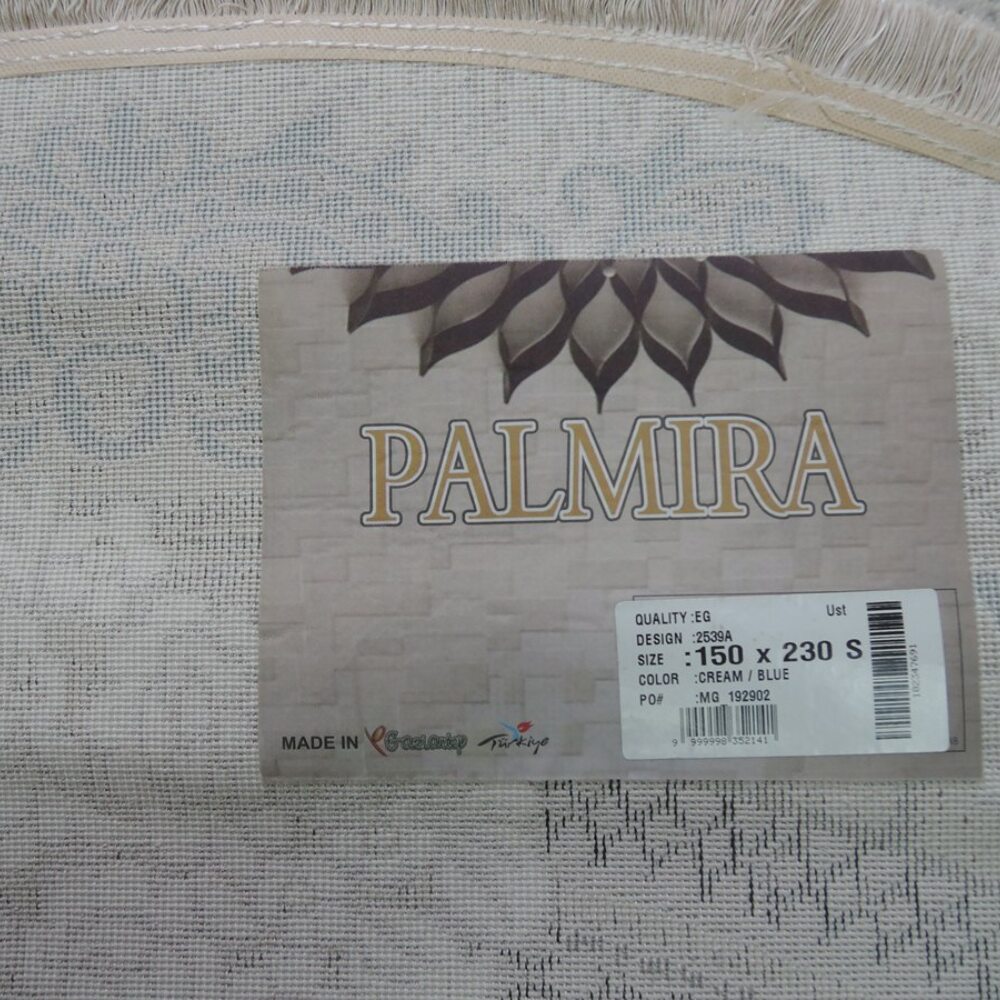 PALMIRA
QUALITY :EG Ust
DESIGN :2539A
SIZE :150 x 230 S
COLOR :CREAM / BLUE
PO# :MG 192902
9 999998 352141
102347691
MADE IN Gaziantep Türkiye